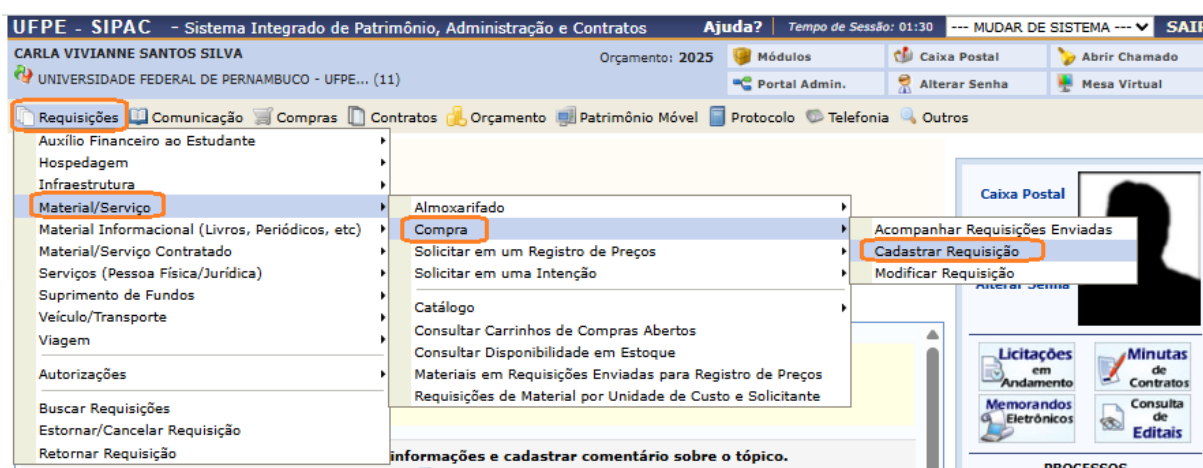 UFPE - SIPAC - Sistema Integrado de Patrimônio, Administração e Contratos Ajuda? Tempo de Sessão: 01:30 --- MUDAR DE SISTEMA --- SAIR
CARLA VIVIANNE SANTOS SILVA Orçamento: 2025 Módulos Caixa Postal Abrir Chamado
UNIVERSIDADE FEDERAL DE PERNAMBUCO - UFPE... (11) Portal Admin. Alterar Senha Mesa Virtual
Requisições Comunicação Compras Contratos Orçamento Patrimônio Móvel Protocolo Telefonia Outros
Auxílio Financeiro ao Estudante
Hospedagem
Infraestrutura
Material/Serviço
Material Informacional (Livros, Periódicos, etc)
Material/Serviço Contratado
Serviços (Pessoa Física/Jurídica)
Suprimento de Fundos
Veículo/Transporte
Viagem
Autorizações
Buscar Requisições
Estornar/Cancelar Requisição
Retornar Requisição
Almoxarifado
Compra
Solicitar em um Registro de Preços
Solicitar em uma Intenção
Catálogo
Consultar Carrinhos de Compras Abertos
Consultar Disponibilidade em Estoque
Materiais em Requisições Enviadas para Registro de Preços
Requisições de Material por Unidade de Custo e Solicitante
Acompanhar Requisições Enviadas
Cadastrar Requisição
Modificar Requisição
Caixa Postal
Alterar Senha
Licitações
em
Andamento
Minutas
de
Contratos
Memorandos
Eletrônicos
Consulta
de
Editais
informações e cadastrar comentário sobre o tópico.
PROCESSOS